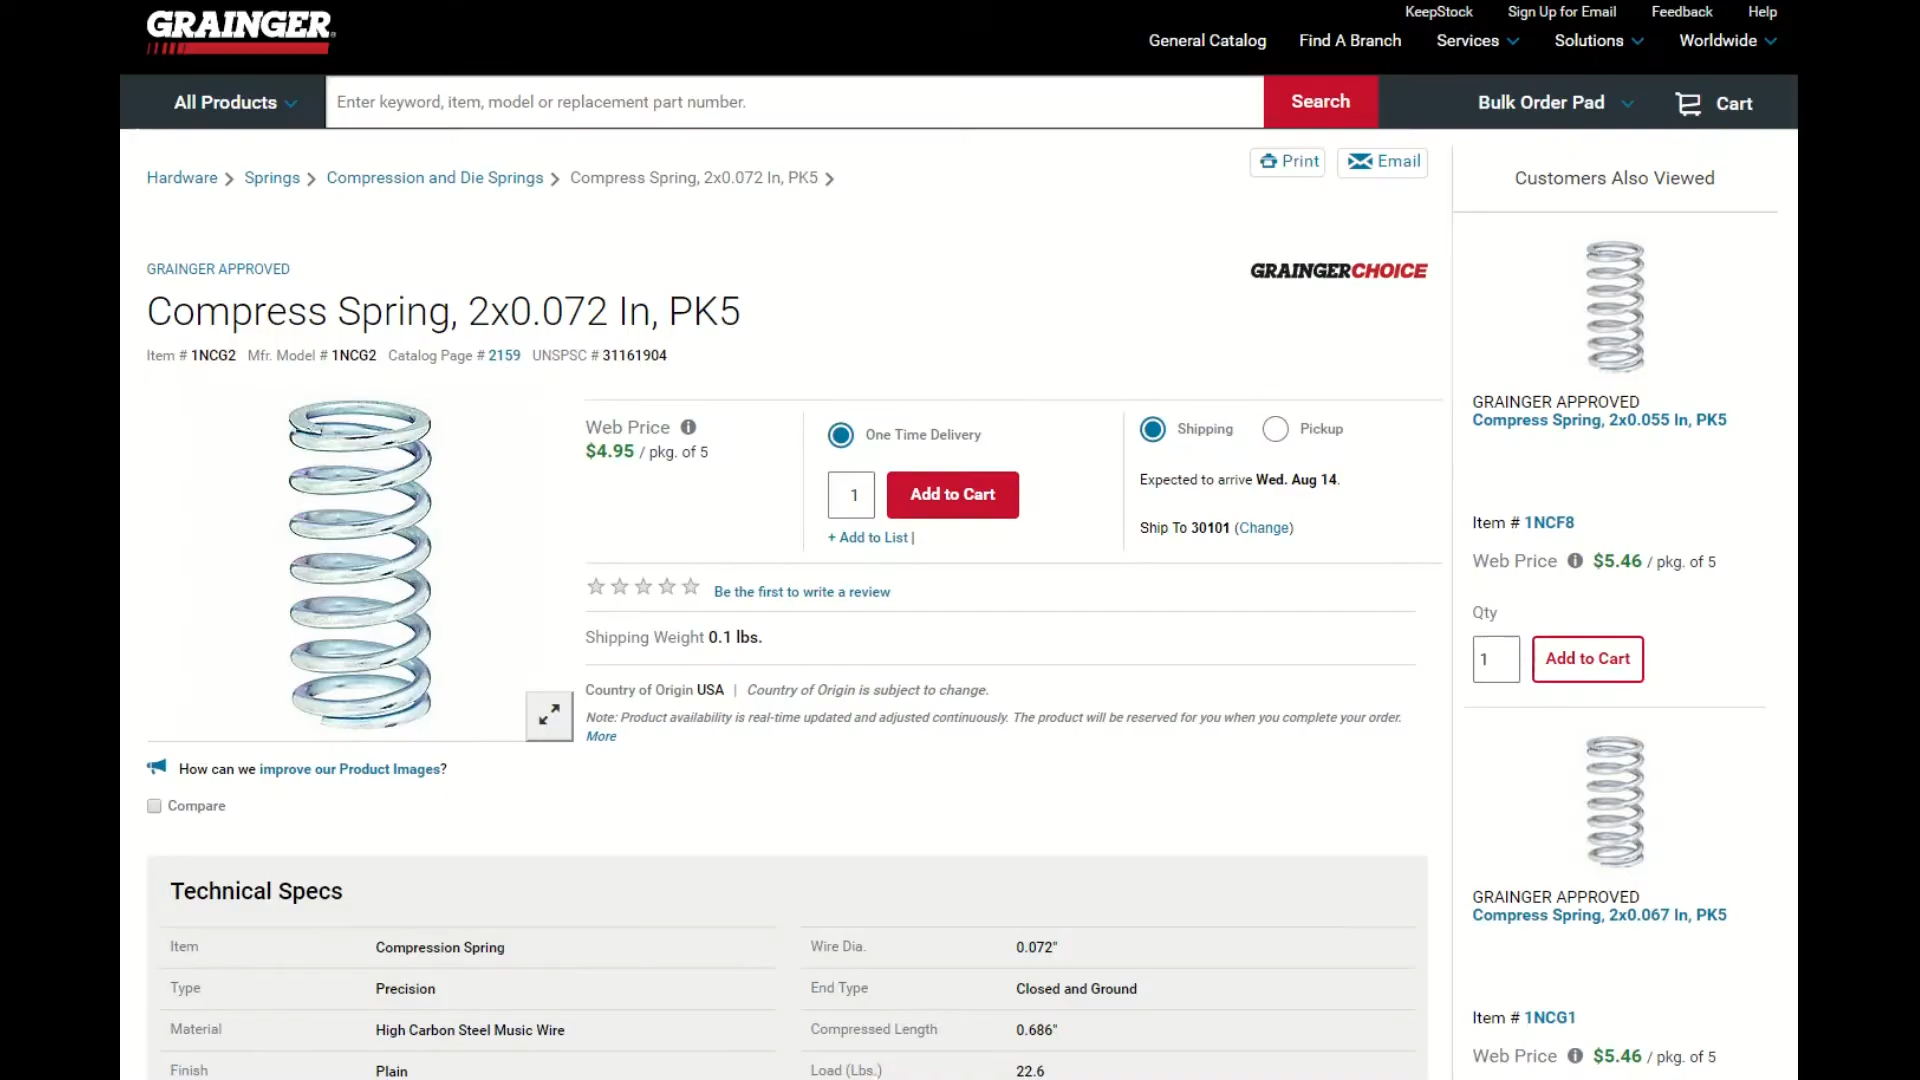 GRAINGER
KeepStock Sign Up for Email Feedback Help
General Catalog Find A Branch Services Solutions Worldwide
All Products Enter keyword, item, model or replacement part number. Search Bulk Order Pad Cart
Hardware Springs Compression and Die Springs Compress Spring, 2x0.072 In, PK5
Print Email
GRAINGER APPROVED
GRAINGERCHOICE
Compress Spring, 2x0.072 In, PK5
Item # 1NCG2 Mfr. Model # 1NCG2 Catalog Page # 2159 UNSPSC # 31161904
Web Price
$4.95 / pkg. of 5
One Time Delivery
1 Add to Cart
+ Add to List |
Shipping Pickup
Expected to arrive Wed. Aug 14.
Ship To 30101 (Change)
Be the first to write a review
Shipping Weight 0.1 lbs.
Country of Origin USA | Country of Origin is subject to change.
Note: Product availability is real-time updated and adjusted continuously. The product will be reserved for you when you complete your order.
More
How can we improve our Product Images?
Compare
Technical Specs
Item Compression Spring
Type Precision
Material High Carbon Steel Music Wire
Finish Plain
Wire Dia. 0.072"
End Type Closed and Ground
Compressed Length 0.686"
Load (Lbs.) 22.6
Customers Also Viewed
GRAINGER APPROVED
Compress Spring, 2x0.055 In, PK5
Item # 1NCF8
Web Price $5.46 / pkg. of 5
Qty
1 Add to Cart
GRAINGER APPROVED
Compress Spring, 2x0.067 In, PK5
Item # 1NCG1
Web Price $5.46 / pkg. of 5